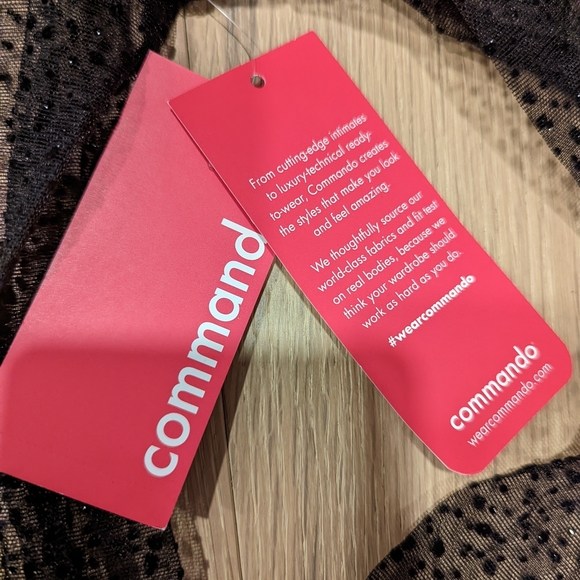 command
From cutting-edge intimates
to luxury-technical ready-
to-wear, Commando creates
the styles that make you look
and feel amazing.
We thoughtfully source our
world-class fabrics and fit test
on real bodies, because we
think your wardrobe should
work as hard as you do.
#wearcommando
commando
wearcommando.com